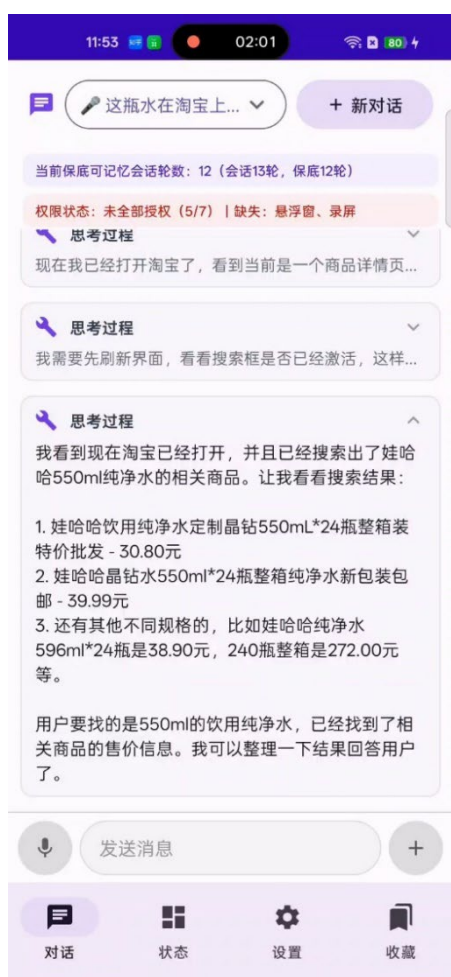 11:53 知乎 02:01 80
🎤 这瓶水在淘宝上... + 新对话
当前保底可记忆会话轮数：12（会话13轮，保底12轮）
权限状态：未全部授权（5/7）| 缺失：悬浮窗、录屏
思考过程
现在我已经打开淘宝了，看到当前是一个商品详情页...
思考过程
我需要先刷新界面，看看搜索框是否已经激活，这样...
思考过程
我看到现在淘宝已经打开，并且已经搜索出了娃哈
哈550ml纯净水的相关商品。让我看看搜索结果：
1. 娃哈哈饮用纯净水定制晶钻550mL*24瓶整箱装
特价批发 - 30.80元
2. 娃哈哈晶钻水550ml*24瓶整箱纯净水新包装包
邮 - 39.99元
3. 还有其他不同规格的，比如娃哈哈纯净水
596ml*24瓶是38.90元，240瓶整箱是272.00元
等。
用户要找的是550ml的饮用纯净水，已经找到了相
关商品的售价信息。我可以整理一下结果回答用户
了。
发送消息
对话 状态 设置 收藏